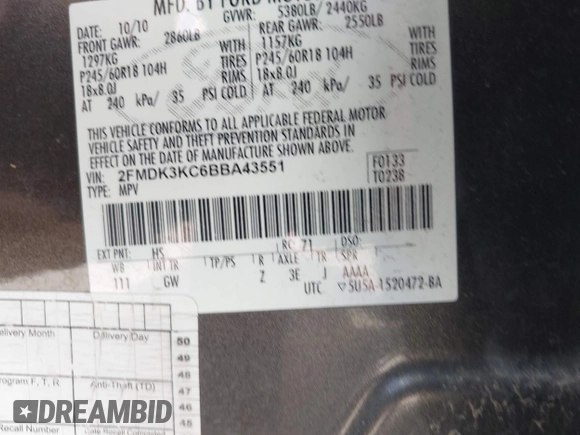 MFD. BY FORD MOTOR
DATE: 10/10 GVWR: 5380LB/ 2440KG
FRONT GAWR: 2860LB REAR GAWR: 2550LB
1297KG WITH 1157KG WITH
P245/60R18 104H TIRES P245/60R18 104H TIRES
18x8.0J RIMS 18x8.0J RIMS
AT 240 kPa/ 35 PSI COLD AT 240 kPa/ 35 PSI COLD
THIS VEHICLE CONFORMS TO ALL APPLICABLE FEDERAL MOTOR
VEHICLE SAFETY AND THEFT PREVENTION STANDARDS IN
EFFECT ON THE DATE OF MANUFACTURE SHOWN ABOVE.
VIN: 2FMDK3KC6BBA43551 F0133
TYPE: MPV T0238
EXT PNT: HS RC: 71 DSO:
WB INT TR TP/PS R AXLE TR SPR
111 GW Z 3E J AAAA
UTC 5U5A-1520472-BA
Delivery Month Delivery Day 50
49
48
Program F, T, R Anti-Theft (TD) 47
46
45
DREAMBID